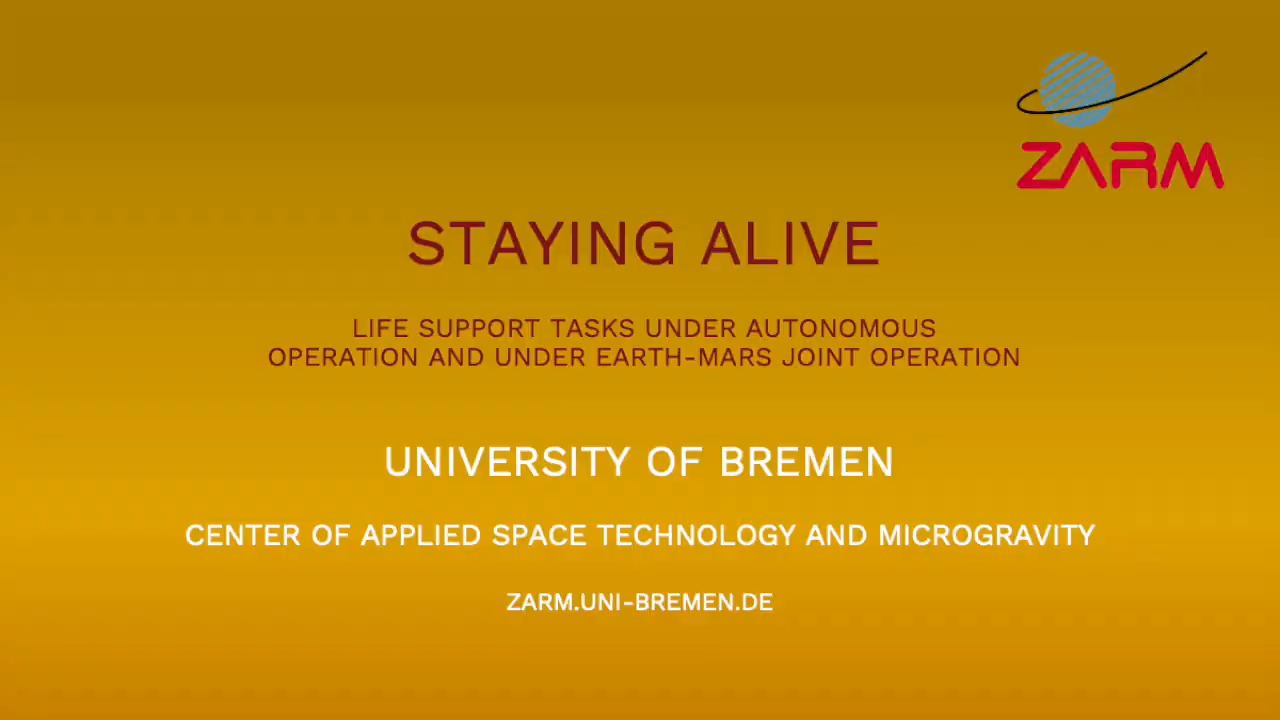 ZARM
STAYING ALIVE
LIFE SUPPORT TASKS UNDER AUTONOMOUS
OPERATION AND UNDER EARTH-MARS JOINT OPERATION
UNIVERSITY OF BREMEN
CENTER OF APPLIED SPACE TECHNOLOGY AND MICROGRAVITY
ZARM.UNI-BREMEN.DE